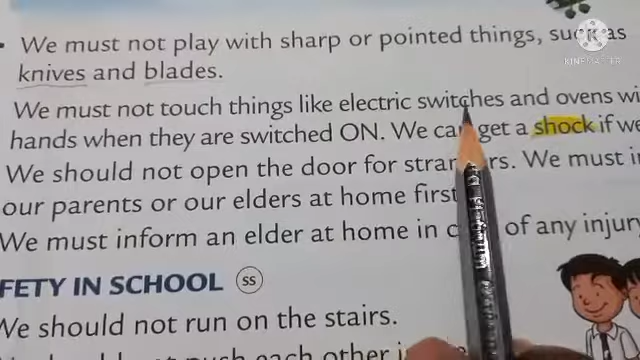 We must not play with sharp or pointed things, such as
knives and blades.
We must not touch things like electric switches and ovens
hands when they are switched ON. We can get a shock if we
We should not open the door for strangers. We must
our parents or our elders at home first
We must inform an elder at home in of any injury
FETY IN SCHOOL SS
We should not run on the stairs.
push each other
KINEMASTER